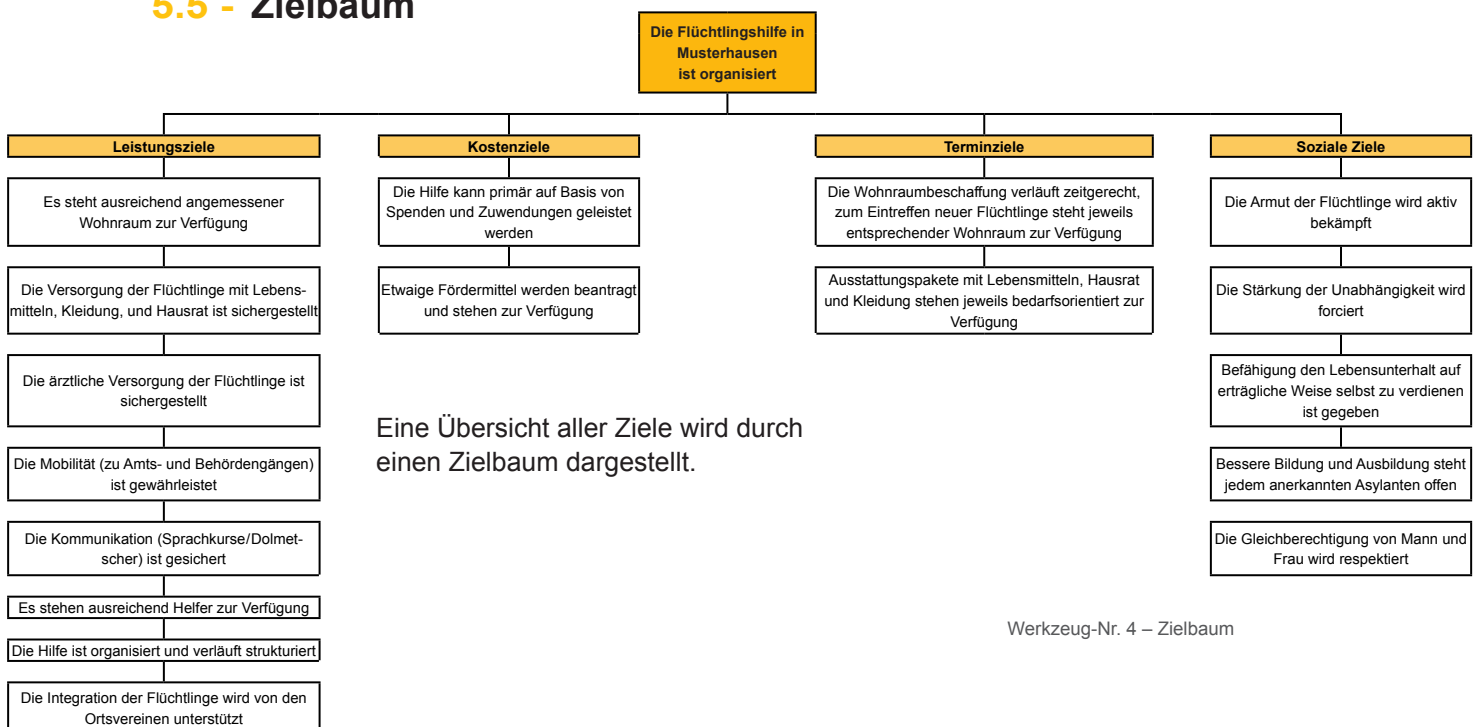 5.5 - Zielbaum
Die Flüchtlingshilfe in
Musterhausen
ist organisiert
Leistungsziele
Es steht ausreichend angemessener
Wohnraum zur Verfügung
Die Versorgung der Flüchtlinge mit Lebens-
mitteln, Kleidung, und Hausrat ist sichergestellt
Die ärztliche Versorgung der Flüchtlinge ist
sichergestellt
Die Mobilität (zu Amts- und Behördengängen)
ist gewährleistet
Die Kommunikation (Sprachkurse/Dolmet-
scher) ist gesichert
Es stehen ausreichend Helfer zur Verfügung
Die Hilfe ist organisiert und verläuft strukturiert
Die Integration der Flüchtlinge wird von den
Ortsvereinen unterstützt
Kostenziele
Die Hilfe kann primär auf Basis von
Spenden und Zuwendungen geleistet
werden
Etwaige Fördermittel werden beantragt
und stehen zur Verfügung
Terminziele
Die Wohnraumbeschaffung verläuft zeitgerecht,
zum Eintreffen neuer Flüchtlinge steht jeweils
entsprechender Wohnraum zur Verfügung
Ausstattungspakete mit Lebensmitteln, Hausrat
und Kleidung stehen jeweils bedarfsorientiert zur
Verfügung
Soziale Ziele
Die Armut der Flüchtlinge wird aktiv
bekämpft
Die Stärkung der Unabhängigkeit wird
forciert
Befähigung den Lebensunterhalt auf
erträgliche Weise selbst zu verdienen
ist gegeben
Bessere Bildung und Ausbildung steht
jedem anerkannten Asylanten offen
Die Gleichberechtigung von Mann und
Frau wird respektiert
Eine Übersicht aller Ziele wird durch
einen Zielbaum dargestellt.
Werkzeug-Nr. 4 – Zielbaum